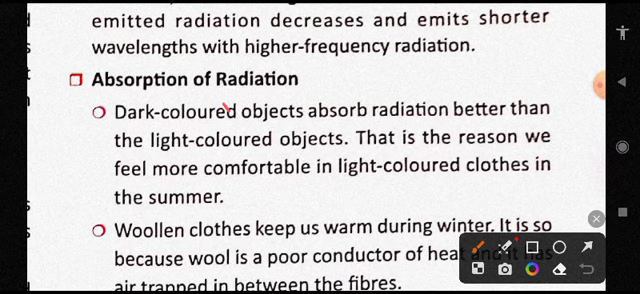 emitted radiation decreases and emits shorter
wavelengths with higher-frequency radiation.
Absorption of Radiation
Dark-coloured objects absorb radiation better than
the light-coloured objects. That is the reason we
feel more comfortable in light-coloured clothes in
the summer.
Woollen clothes keep us warm during winter. It is so
because wool is a poor conductor of heat and it has
air trapped in between the fibres.